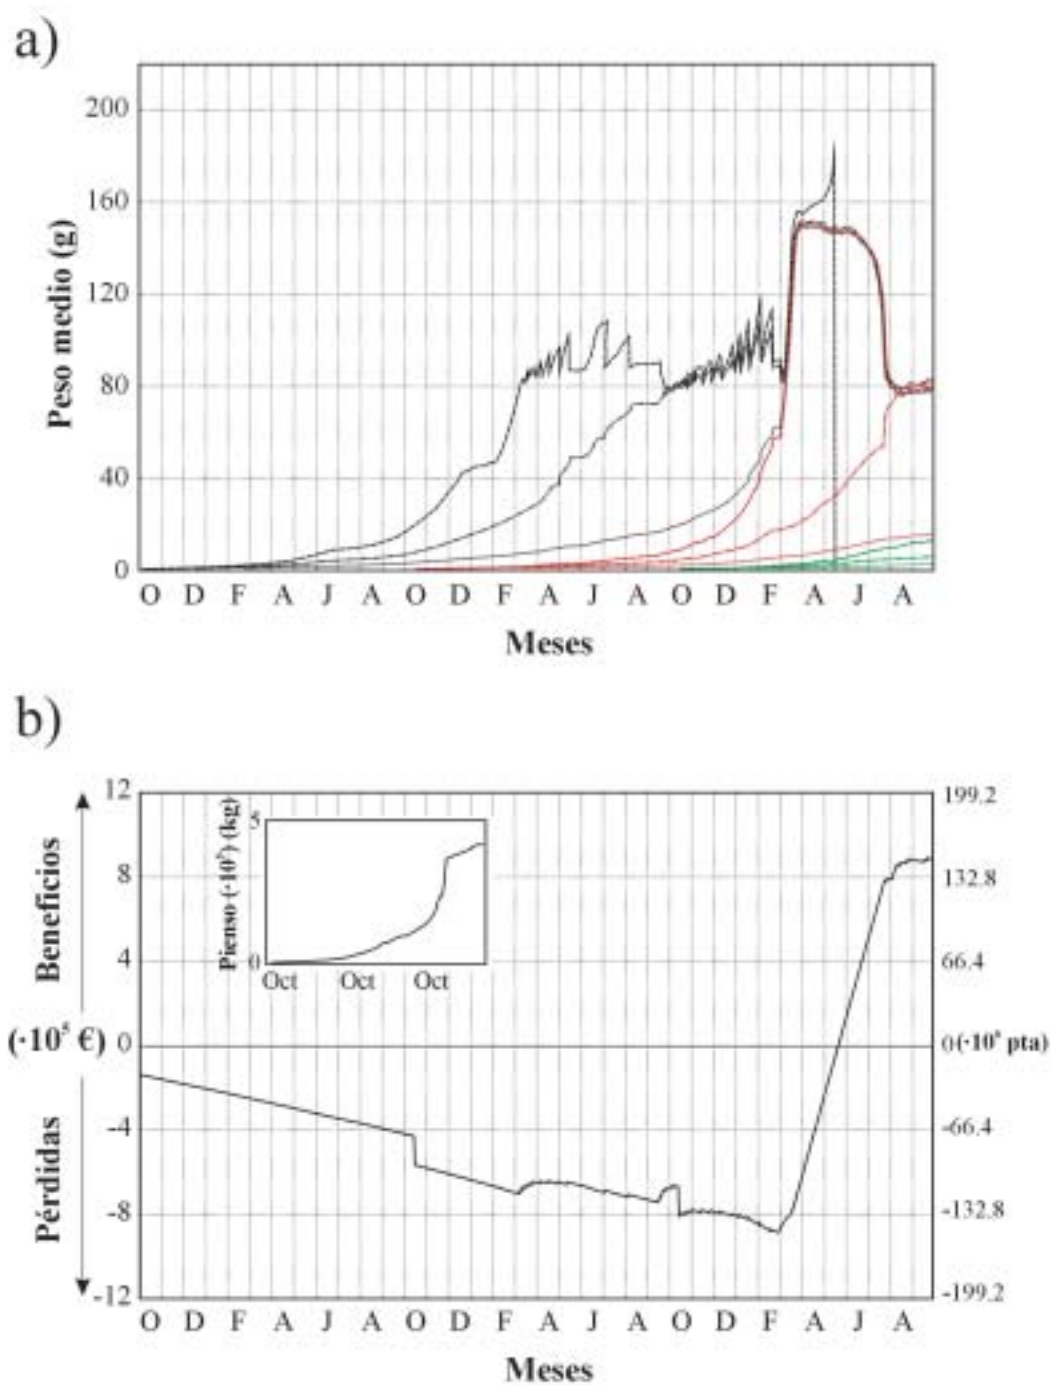 a)
Peso medio (g)
200
160
120
80
40
0
O D F A J A O D F A J A O D F A J A
Meses
b)
Beneficios
(·10⁵ €)
Pérdidas
12
8
4
0
-4
-8
-12
Pienso (·10⁵) (kg)
5
0
Oct Oct Oct
199.2
132.8
66.4
0 (·10⁶ pta)
-66.4
-132.8
-199.2
O D F A J A O D F A J A O D F A J A
Meses